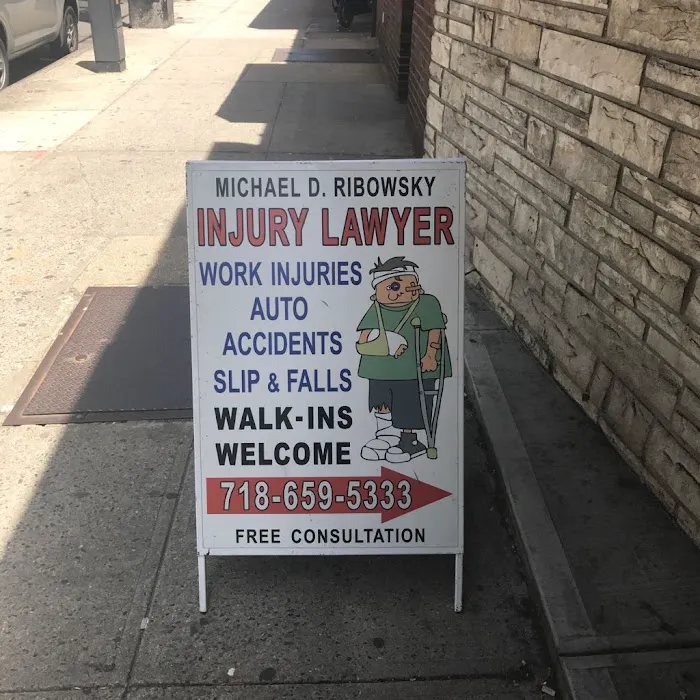 MICHAEL D. RIBOWSKY
INJURY LAWYER
WORK INJURIES
AUTO
ACCIDENTS
SLIP & FALLS
WALK-INS
WELCOME
718-659-5333
FREE CONSULTATION